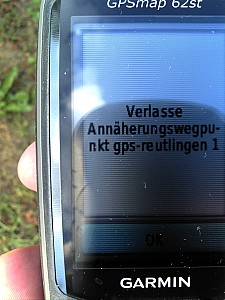 GPSmap 62st
Verlasse
Annäherungswegpu-
nkt gps-reutlingen 1
OK
GARMIN